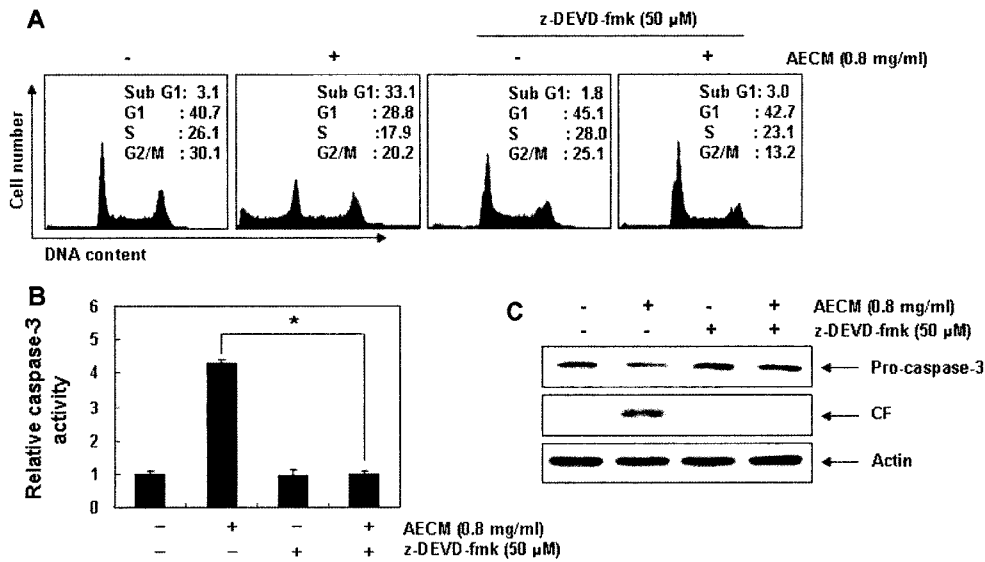 A
z-DEVD-fmk (50 µM)
- + - + AECM (0.8 mg/ml)
Cell number
Sub G1: 3.1
G1 : 40.7
S : 26.1
G2/M : 30.1
Sub G1: 33.1
G1 : 28.8
S :17.9
G2/M : 20.2
Sub G1: 1.8
G1 : 45.1
S : 28.0
G2/M : 25.1
Sub G1: 3.0
G1 : 42.7
S : 23.1
G2/M : 13.2
DNA content
B
Relative caspase-3
activity
6
5
4
3
2
1
0
*
– + – + AECM (0.8 mg/ml)
– – + + z-DEVD-fmk (50 µM)
C
- + - + AECM (0.8 mg/ml)
- - + + z-DEVD-fmk (50 µM)
Pro-caspase-3
CF
Actin